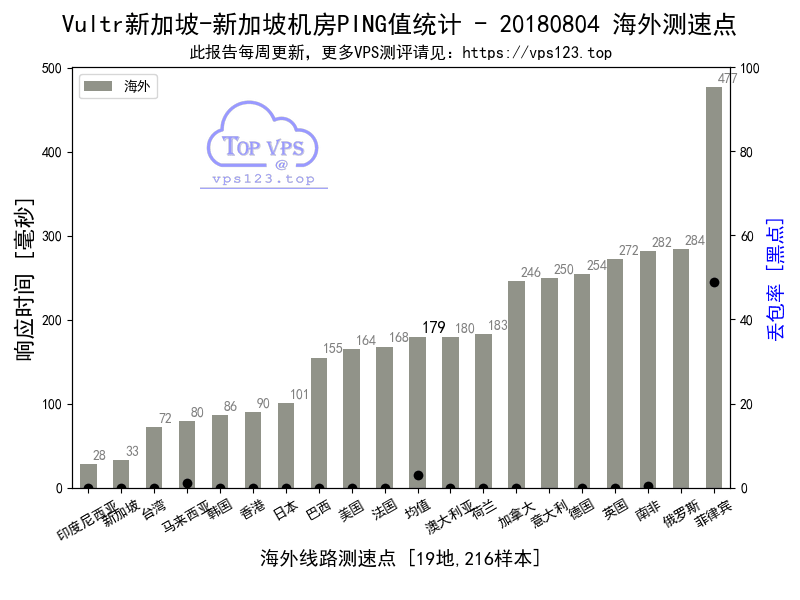 Vultr新加坡-新加坡机房PING值统计 - 20180804 海外测速点
此报告每周更新，更多VPS测评请见：https://vps123.top
海外
Top VPS
@
vps123.top
响应时间 [毫秒]
500
400
300
200
100
0
28
33
72
80
86
90
101
155
164
168
179
180
183
246
250
254
272
282
284
477
100
80
60
40
20
0
丢包率 [黑点]
印度尼西亚
新加坡
台湾
马来西亚
韩国
香港
日本
巴西
美国
法国
均值
澳大利亚
荷兰
加拿大
意大利
德国
英国
南非
俄罗斯
菲律宾
海外线路测速点 [19地,216样本]